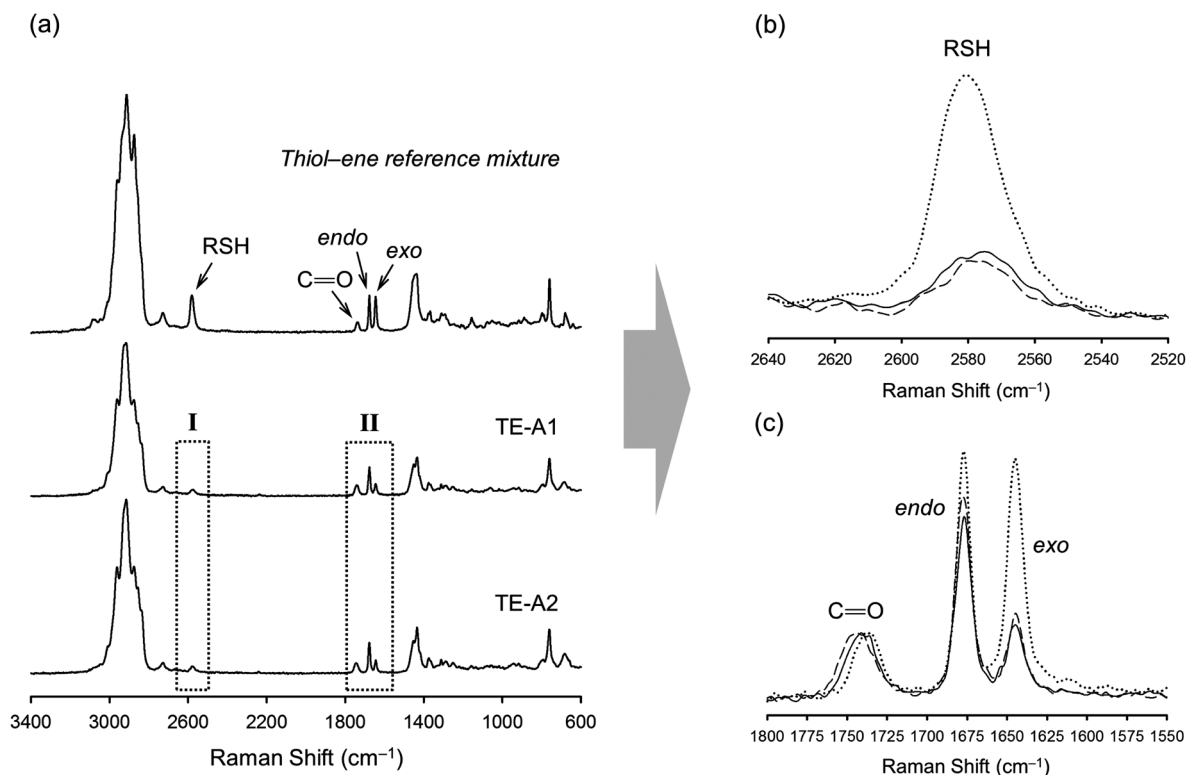 (a)
Thiol–ene reference mixture
RSH
endo
exo
C=O
I
II
TE-A1
TE-A2
3400 3000 2600 2200 1800 1400 1000 600
Raman Shift (cm⁻¹)
(b)
RSH
2640 2620 2600 2580 2560 2540 2520
Raman Shift (cm⁻¹)
(c)
endo
exo
C=O
1800 1775 1750 1725 1700 1675 1650 1625 1600 1575 1550
Raman Shift (cm⁻¹)